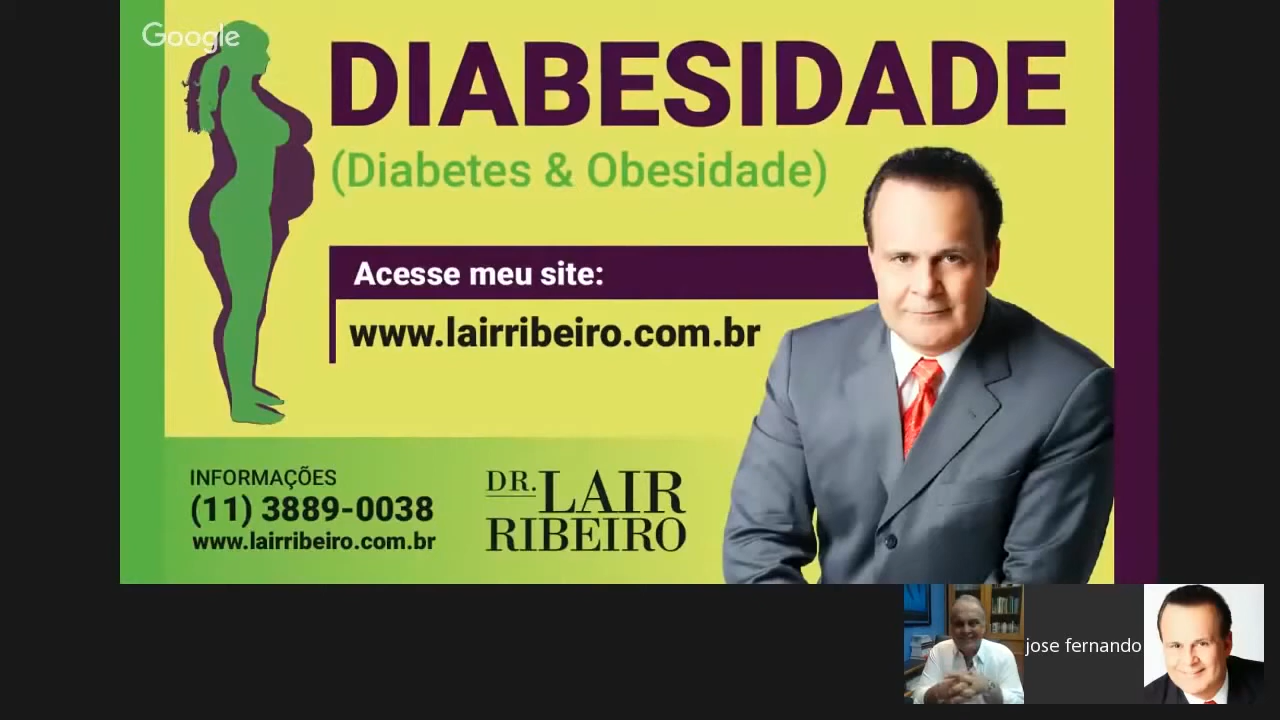 Google
DIABESIDADE
(Diabetes & Obesidade)
Acesse meu site:
www.lairribeiro.com.br
INFORMAÇÕES
(11) 3889-0038
www.lairribeiro.com.br
DR. LAIR
RIBEIRO
jose fernando